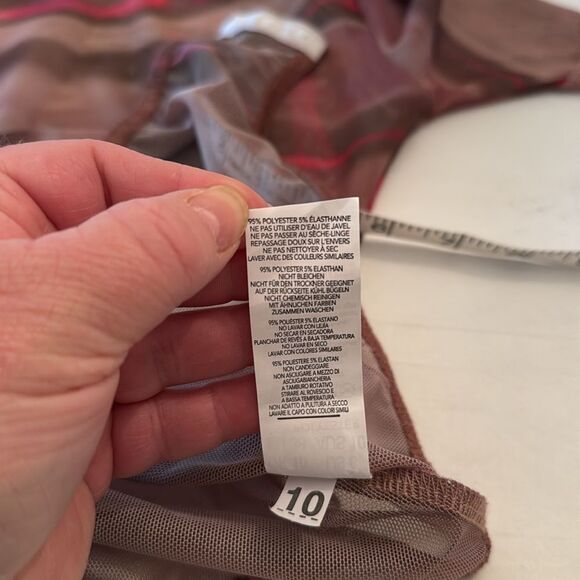 95% POLYESTER 5% ÉLASTHANNE
NE PAS UTILISER D'EAU DE JAVEL
NE PAS PASSER AU SÈCHE-LINGE
REPASSAGE DOUX SUR L'ENVERS
NE PAS NETTOYER À SEC
LAVER AVEC DES COULEURS SIMILAIRES
95% POLYESTER 5% ELASTHAN
NICHT BLEICHEN
NICHT FÜR DEN TROCKNER GEEIGNET
AUF DER RÜCKSEITE KÜHL BÜGELN
NICHT CHEMISCH REINIGEN
MIT ÄHNLICHEN FARBEN
ZUSAMMEN WASCHEN
95% POLIÉSTER 5% ELASTANO
NO LAVAR CON LEJÍA
NO SECAR EN SECADORA
PLANCHAR DE REVÉS A BAJA TEMPERATURA
NO LAVAR EN SECO
LAVAR CON COLORES SIMILARES
95% POLIESTERE 5% ELASTAN
NON CANDEGGIARE
NON ASCIUGARE A MEZZO DI
ASCIUGABIANCHERIA
A TAMBURO ROTATIVO
STIRARE AL ROVESCIO E
A BASSA TEMPERATURA
NON ADATTO A PULITURA A SECCO
LAVARE IL CAPO CON COLORI SIMILI
10